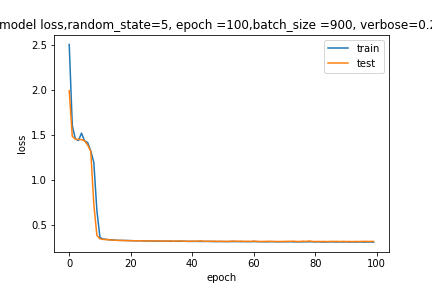 model loss,random_state=5, epoch =100,batch_size =900, verbose=0.2
train
test
2.5
2.0
1.5
1.0
0.5
loss
0 20 40 60 80 100
epoch